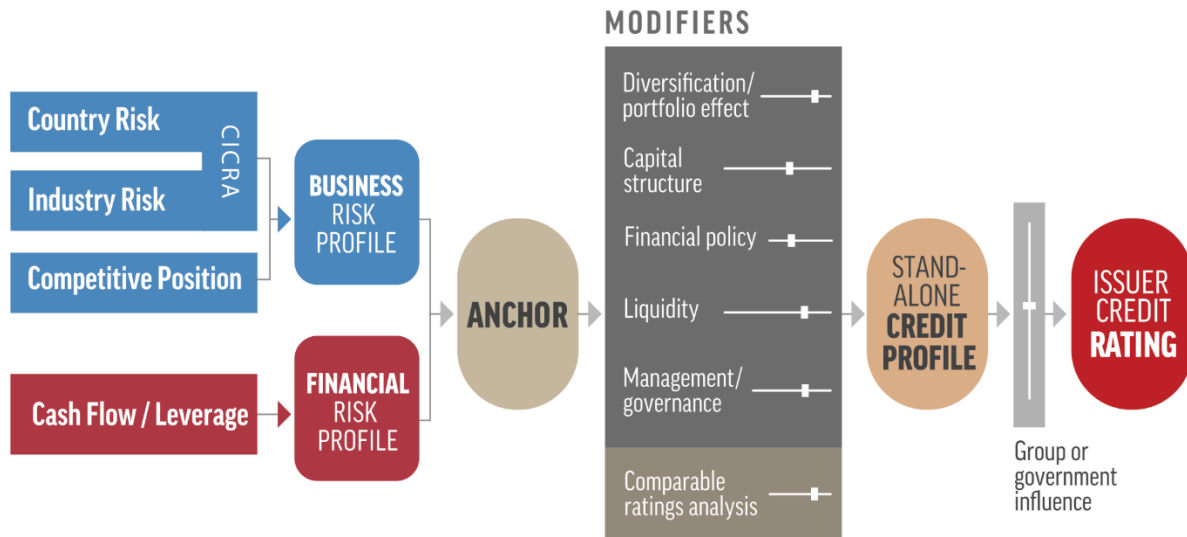 MODIFIERS
Country Risk
CICRA
Industry Risk
Competitive Position
Cash Flow / Leverage
BUSINESS
RISK
PROFILE
FINANCIAL
RISK
PROFILE
ANCHOR
Diversification/
portfolio effect
Capital
structure
Financial policy
Liquidity
Management/
governance
Comparable
ratings analysis
STAND-
ALONE
CREDIT
PROFILE
Group or
government
influence
ISSUER
CREDIT
RATING